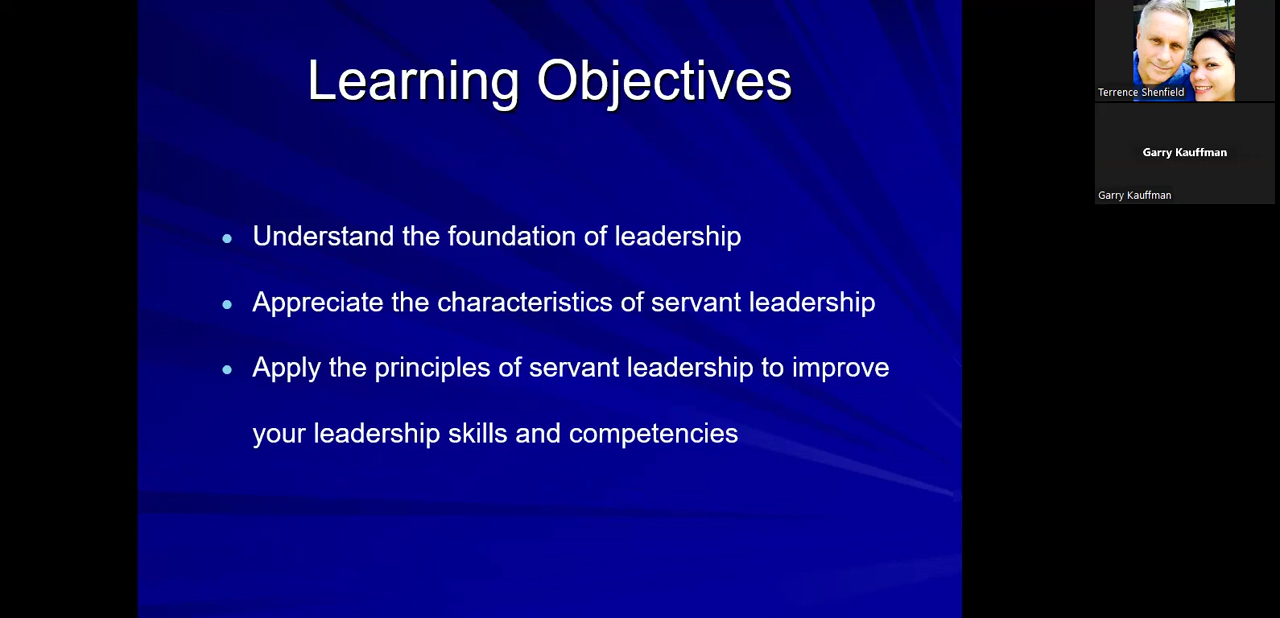 Learning Objectives
Understand the foundation of leadership
Appreciate the characteristics of servant leadership
Apply the principles of servant leadership to improve
your leadership skills and competencies
Terrence Shenfield
Garry Kauffman
Garry Kauffman